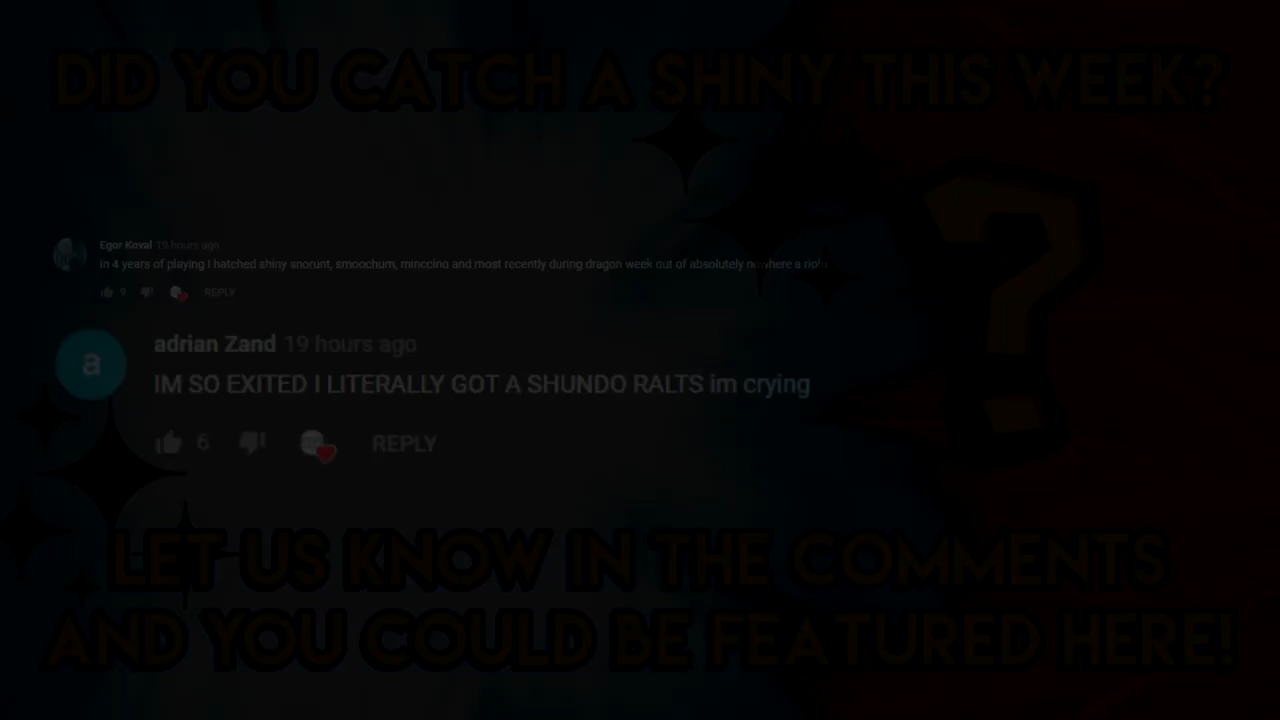 DID YOU CATCH A SHINY THIS WEEK?
Egor Koval 19 hours ago
in 4 years of playing I hatched shiny snorunt, smoochum, minccino and most recently during dragon week out of absolutely nowhere a riolu
9 REPLY
a
adrian Zand 19 hours ago
IM SO EXITED I LITERALLY GOT A SHUNDO RALTS im crying
6 REPLY
LET US KNOW IN THE COMMENTS
AND YOU COULD BE FEATURED HERE!